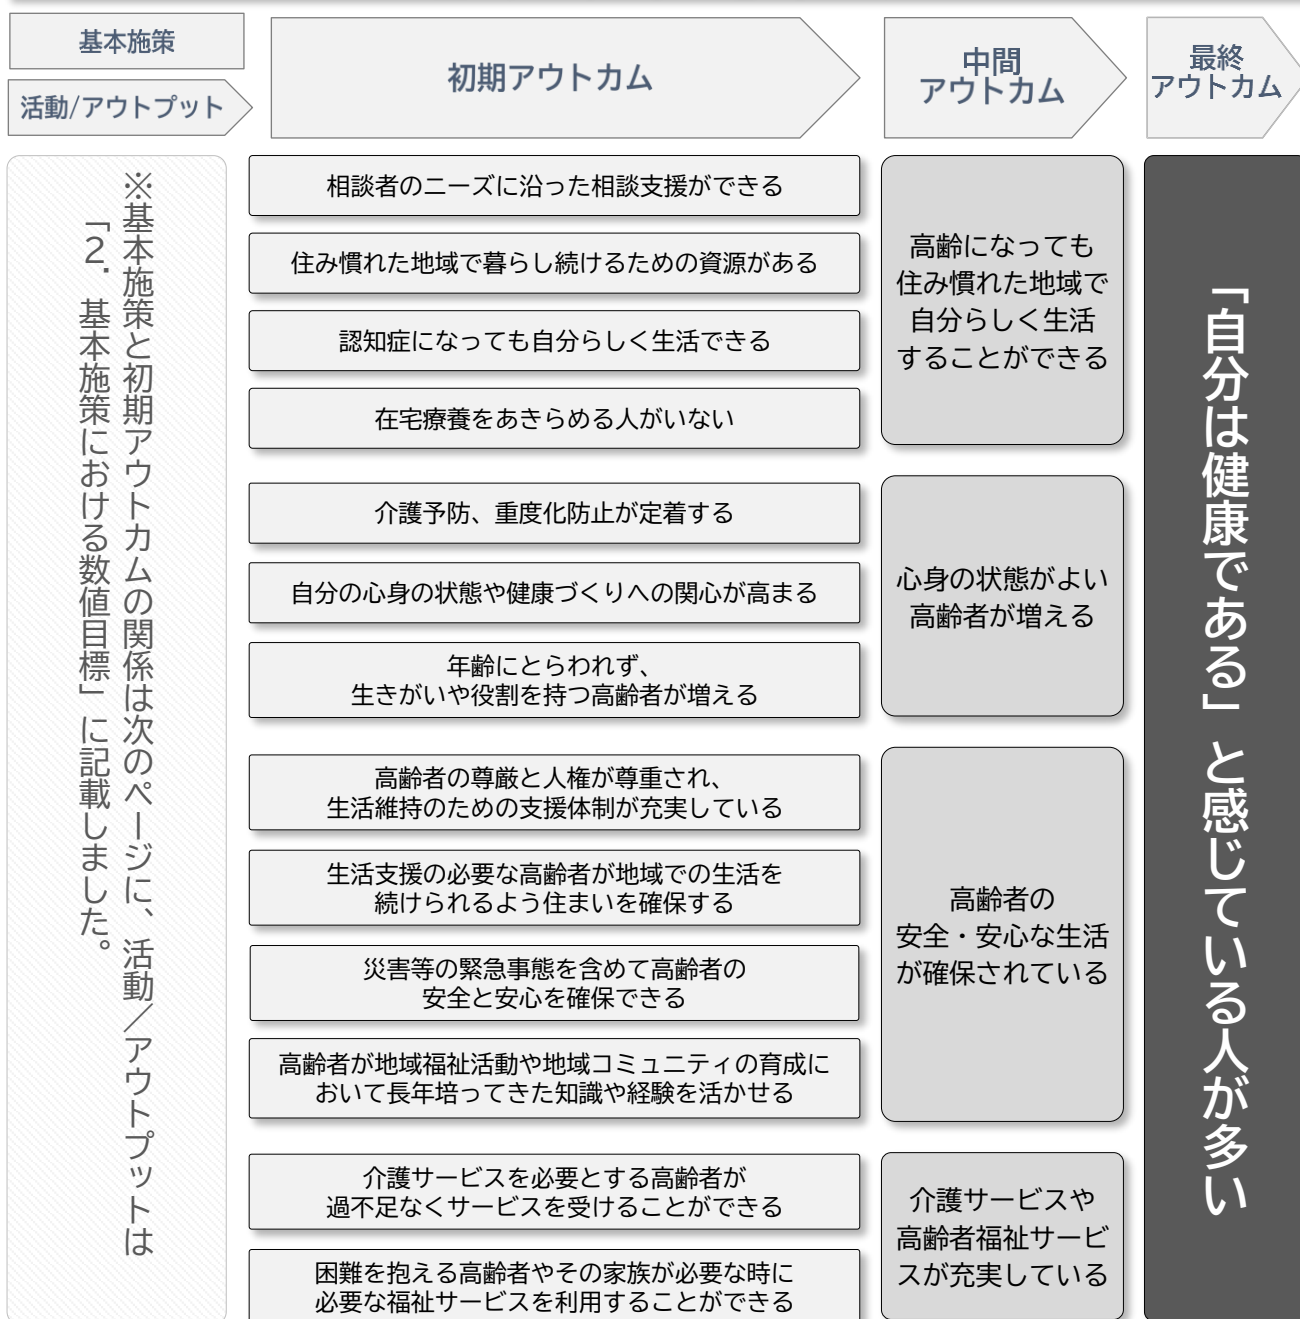 基本施策
活動/アウトプット
初期アウトカム
中間
アウトカム
最終
アウトカム
※基本施策と初期アウトカムの関係は次のページに、活動／アウトプットは
「2．基本施策における数値目標」に記載しました。
相談者のニーズに沿った相談支援ができる
住み慣れた地域で暮らし続けるための資源がある
認知症になっても自分らしく生活できる
在宅療養をあきらめる人がいない
高齢になっても
住み慣れた地域で
自分らしく生活
することができる
介護予防、重度化防止が定着する
自分の心身の状態や健康づくりへの関心が高まる
年齢にとらわれず、
生きがいや役割を持つ高齢者が増える
心身の状態がよい
高齢者が増える
高齢者の尊厳と人権が尊重され、
生活維持のための支援体制が充実している
生活支援の必要な高齢者が地域での生活を
続けられるよう住まいを確保する
災害等の緊急事態を含めて高齢者の
安全と安心を確保できる
高齢者が地域福祉活動や地域コミュニティの育成に
おいて長年培ってきた知識や経験を活かせる
高齢者の
安全・安心な生活
が確保されている
介護サービスを必要とする高齢者が
過不足なくサービスを受けることができる
困難を抱える高齢者やその家族が必要な時に
必要な福祉サービスを利用することができる
介護サービスや
高齢者福祉サービ
スが充実している
「自分は健康である」と感じている人が多い